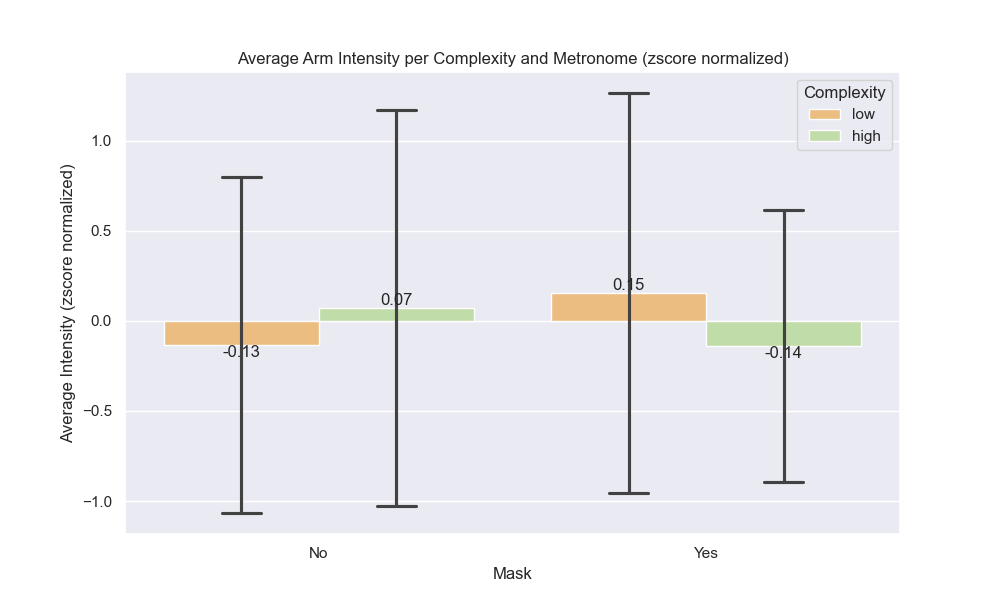 Average Arm Intensity per Complexity and Metronome (zscore normalized)
Complexity
low
high
1.0
0.5
0.0
−0.5
−1.0
Average Intensity (zscore normalized)
-0.13
0.07
0.15
-0.14
No
Yes
Mask